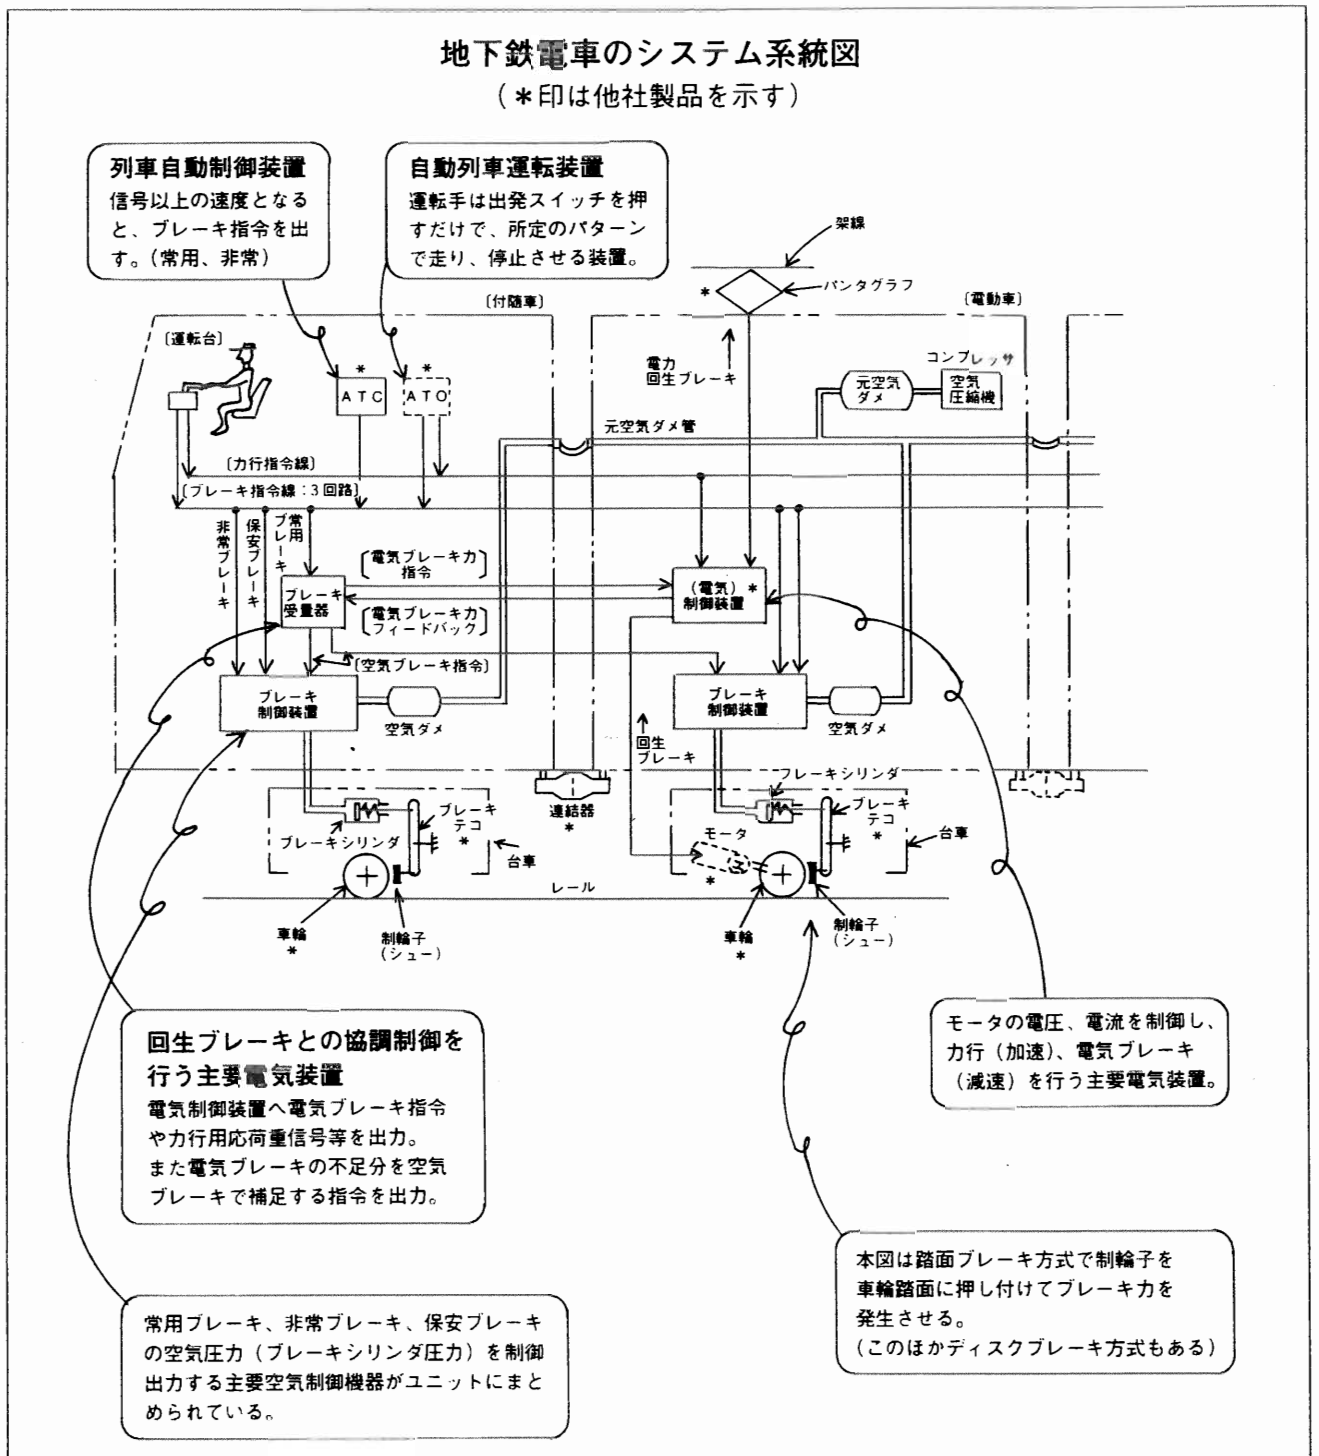 地下鉄電車のシステム系統図
(*印は他社製品を示す)
列車自動制御装置
信号以上の速度となる
と、ブレーキ指令を出
す。(常用、非常)
自動列車運転装置
運転手は出発スイッチを押
すだけで、所定のパターン
で走り、停止させる装置。
架線
*
パンタグラフ
〔付随車〕
〔電動車〕
〔運転台〕
*
*
ATC
ATO
電力
回生ブレーキ
コンプレッサ
元空気
ダメ
空気
圧縮機
元空気ダメ管
〔力行指令線〕
〔ブレーキ指令線:3回路〕
非常ブレーキ
保安ブレーキ
常用
ブレーキ
〔電気ブレーキ力
指令〕
ブレーキ
受量器
(電気)*
制御装置
〔電気ブレーキ力
フィードバック〕
〔空気ブレーキ指令〕
ブレーキ
制御装置
空気ダメ
ブレーキ
制御装置
空気ダメ
回生
ブレーキ
ブレーキシリンダ
ブレーキ
テコ
*
台車
連結器
*
フレーキシリンダ
ブレーキ
テコ
*
台車
モータ
*
レール
車輪
*
制輪子
(シュー)
車輪
*
制輪子
(シュー)
回生ブレーキとの協調制御を
行う主要電気装置
電気制御装置へ電気ブレーキ指令
や力行用応荷重信号等を出力。
また電気ブレーキの不足分を空気
ブレーキで補足する指令を出力。
モータの電圧、電流を制御し、
力行(加速)、電気ブレーキ
(減速)を行う主要電気装置。
本図は踏面ブレーキ方式で制輪子を
車輪踏面に押し付けてブレーキ力を
発生させる。
(このほかディスクブレーキ方式もある)
常用ブレーキ、非常ブレーキ、保安ブレーキ
の空気圧力(ブレーキシリンダ圧力)を制御
出力する主要空気制御機器がユニットにまと
められている。